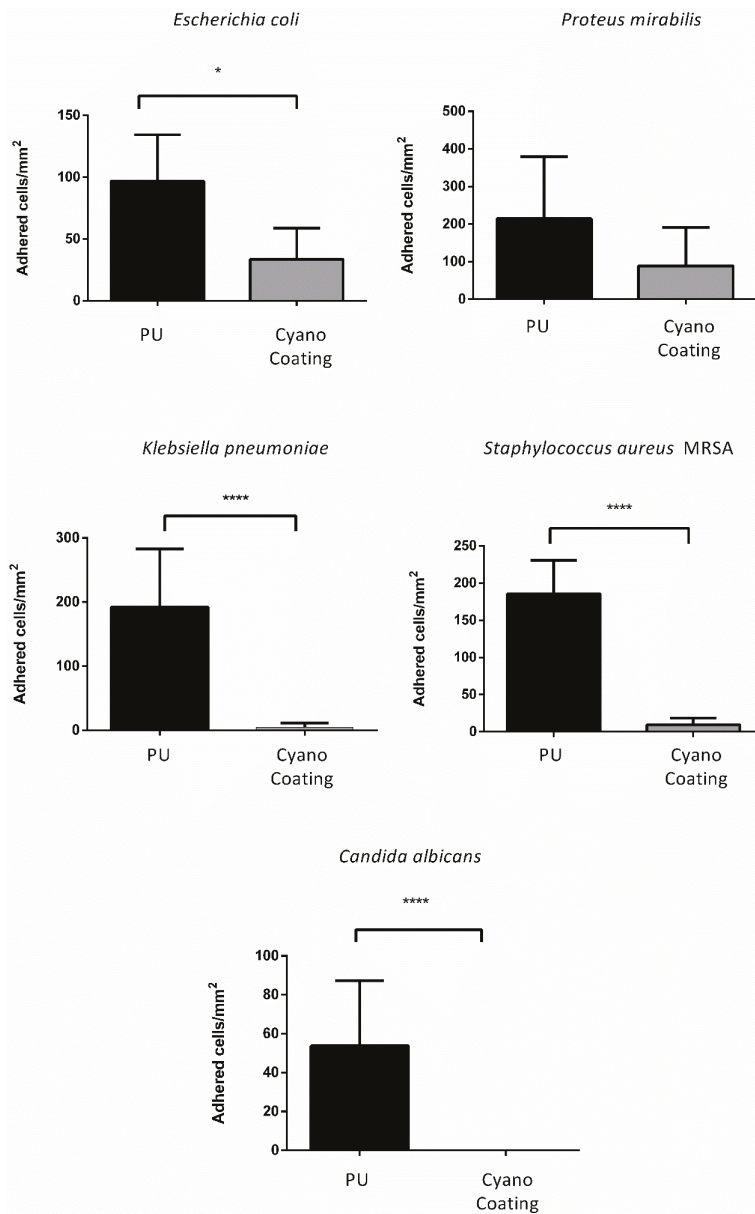 Escherichia coli
*
Adhered cells/mm²
150
100
50
0
PU
Cyano
Coating
Proteus mirabilis
Adhered cells/mm²
500
400
300
200
100
0
PU
Cyano
Coating
Klebsiella pneumoniae
****
Adhered cells/mm²
300
200
100
0
PU
Cyano
Coating
Staphylococcus aureus MRSA
****
Adhered cells/mm²
250
200
150
100
50
0
PU
Cyano
Coating
Candida albicans
****
Adhered cells/mm²
100
80
60
40
20
0
PU
Cyano
Coating